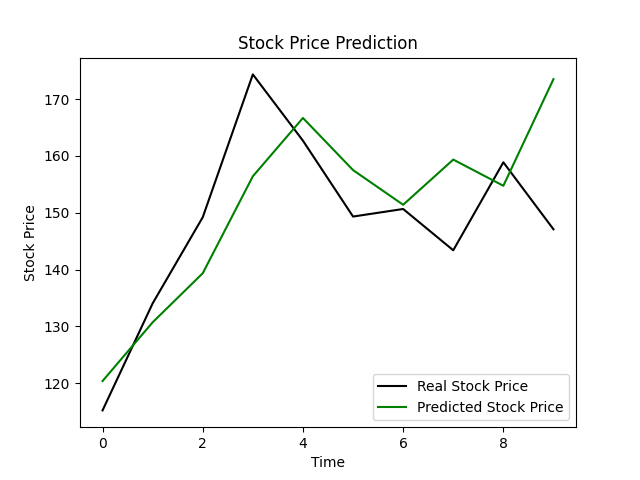 Stock Price Prediction
170
160
150
140
130
120
Stock Price
0 2 4 6 8
Time
Real Stock Price
Predicted Stock Price